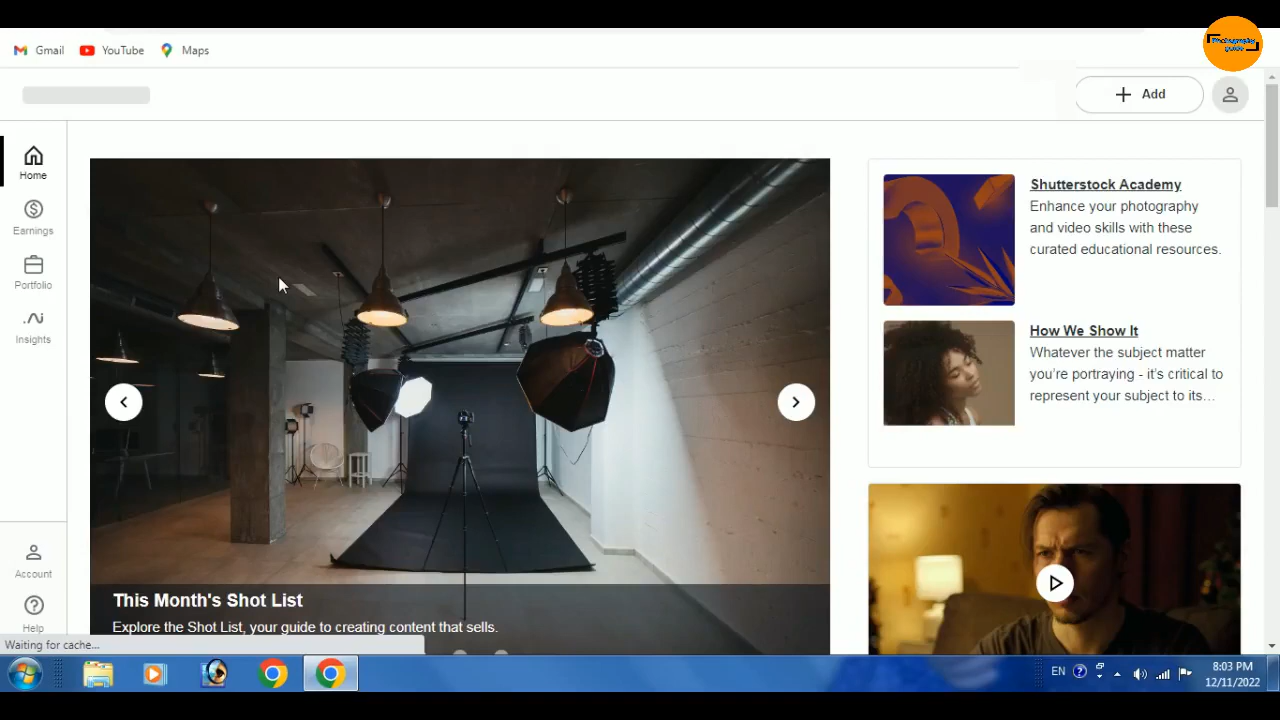 Gmail YouTube Maps
Photography
guide
Add
Home
Earnings
Portfolio
Insights
Account
Help
This Month's Shot List
Explore the Shot List, your guide to creating content that sells.
Shutterstock Academy
Enhance your photography
and video skills with these
curated educational resources.
How We Show It
Whatever the subject matter
you're portraying - it's critical to
represent your subject to its...
Waiting for cache...
EN
8:03 PM
12/11/2022